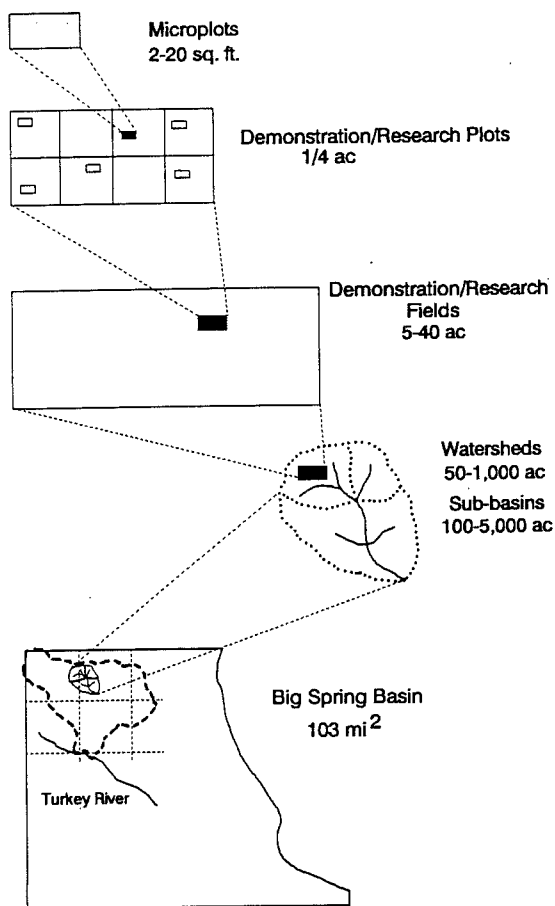 Microplots
2-20 sq. ft.
Demonstration/Research Plots
1/4 ac
Demonstration/Research
Fields
5-40 ac
Watersheds
50-1,000 ac
Sub-basins
100-5,000 ac
Big Spring Basin
103 mi²
Turkey River